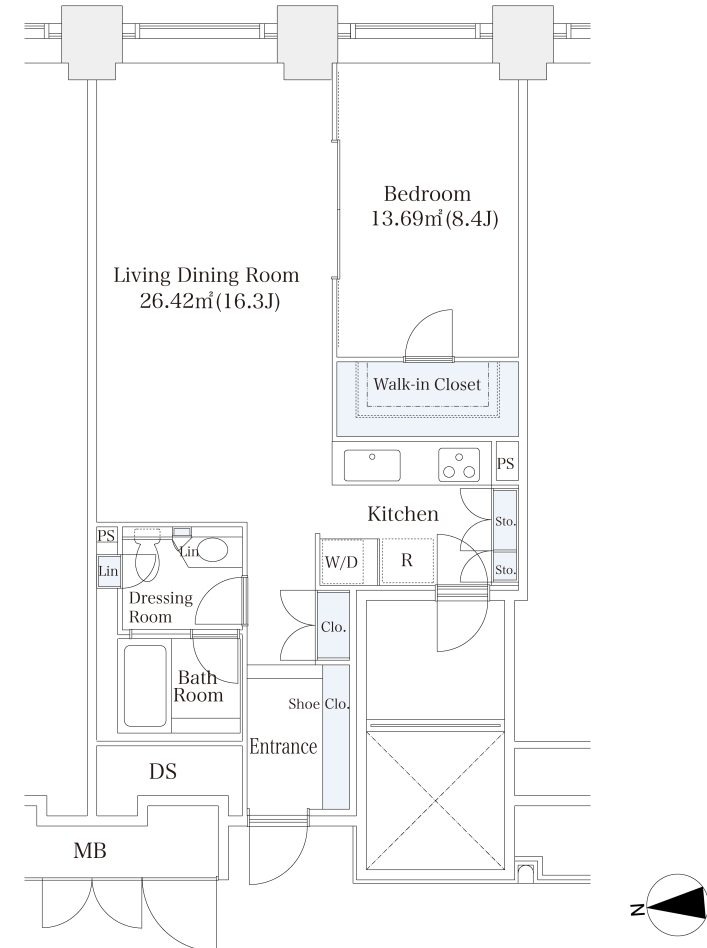 Bedroom
13.69㎡(8.4J)
Living Dining Room
26.42㎡(16.3J)
Walk-in Closet
PS
Kitchen
Sto.
PS
Lin
W/D
R
Lin
Sto.
Dressing
Room
Clo.
Bath
Room
Shoe Clo.
Entrance
DS
MB
N